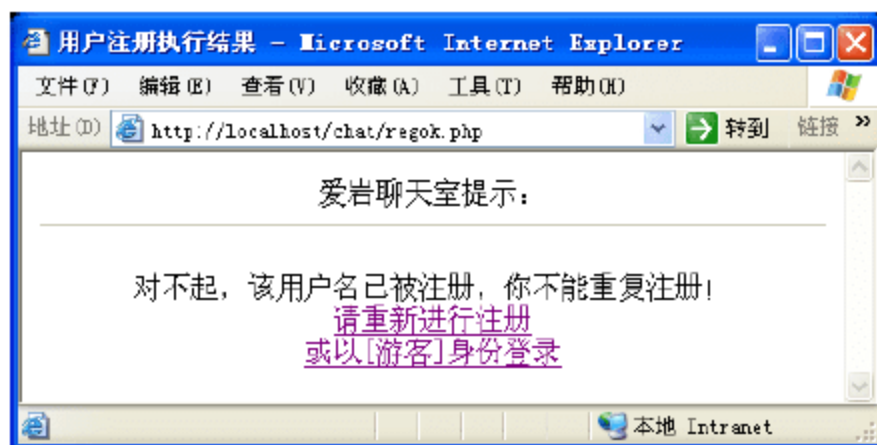 用户注册执行结果 - Microsoft Internet Explorer
文件(F) 编辑(E) 查看(V) 收藏(A) 工具(T) 帮助(H)
地址(D) http://localhost/chat/regok.php 转到 链接 »
爱岩聊天室提示：
对不起，该用户名已被注册，你不能重复注册!
请重新进行注册
或以[游客]身份登录
本地 Intranet